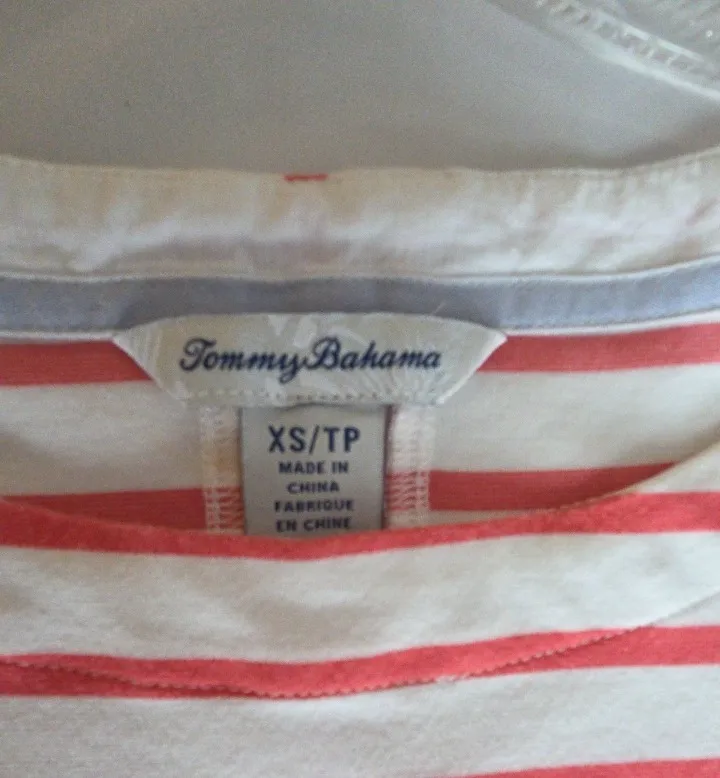 Tommy Bahama
XS/TP
MADE IN
CHINA
FABRIQUE
EN CHINE